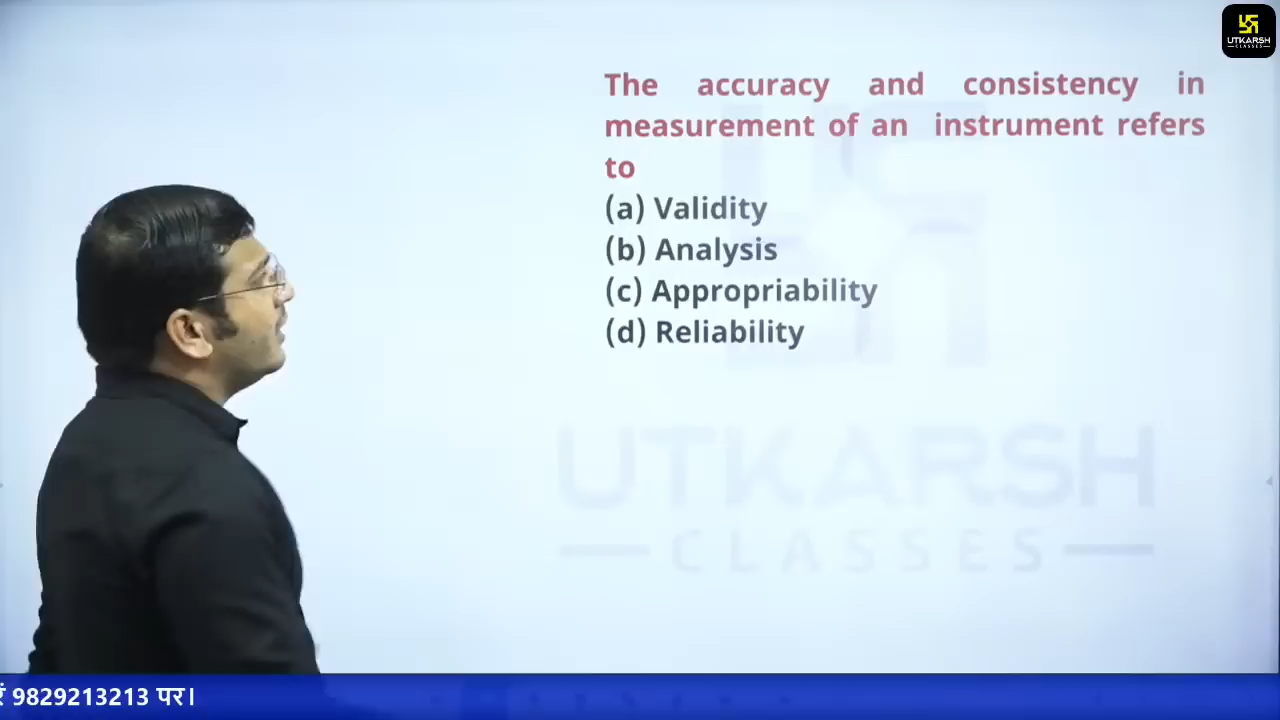 UTKARSH
CLASSES
The accuracy and consistency in
measurement of an instrument refers
to
(a) Validity
(b) Analysis
(c) Appropriability
(d) Reliability
UTKARSH
CLASSES
9829213213 पर।